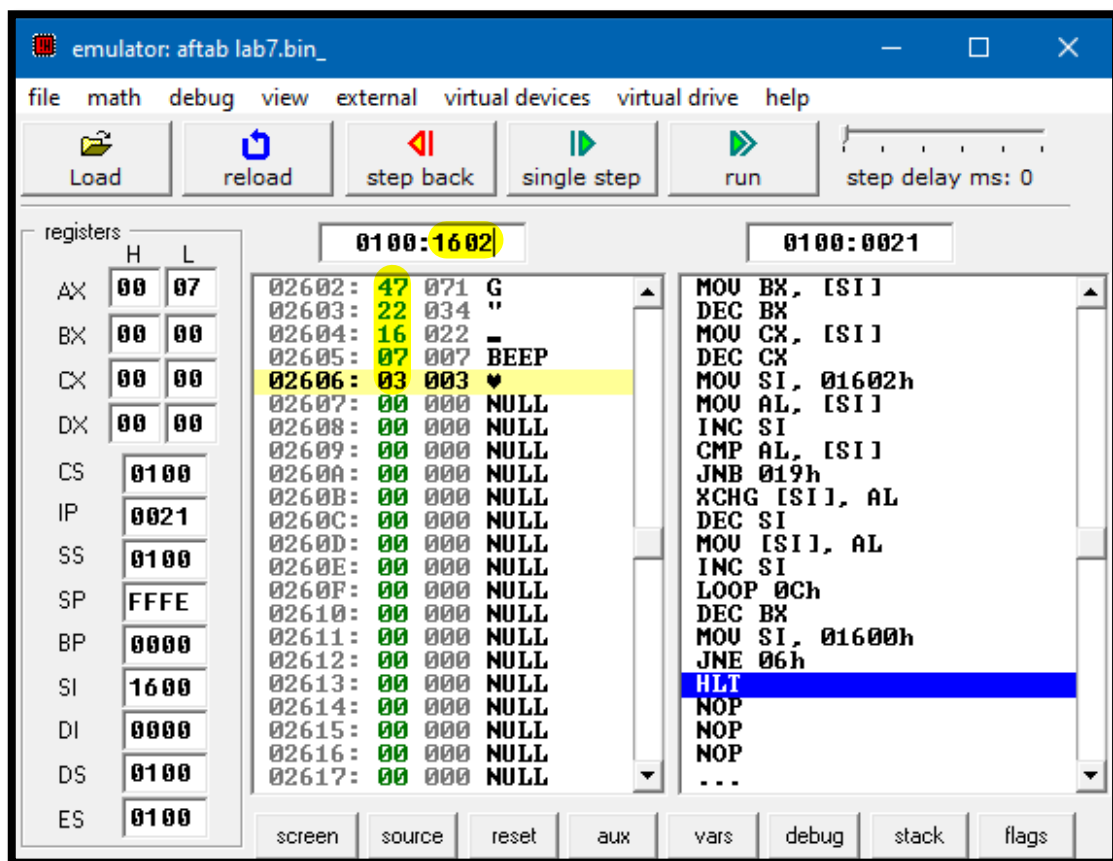 emulator: aftab lab7.bin_
file math debug view external virtual devices virtual drive help
Load reload step back single step run step delay ms: 0
registers
H L
AX 00 07
BX 00 00
CX 00 00
DX 00 00
CS 0100
IP 0021
SS 0100
SP FFFE
BP 0000
SI 1600
DI 0000
DS 0100
ES 0100
0100:1602
02602: 47 071 G
02603: 22 034 "
02604: 16 022 _
02605: 07 007 BEEP
02606: 03 003 ♥
02607: 00 000 NULL
02608: 00 000 NULL
02609: 00 000 NULL
0260A: 00 000 NULL
0260B: 00 000 NULL
0260C: 00 000 NULL
0260D: 00 000 NULL
0260E: 00 000 NULL
0260F: 00 000 NULL
02610: 00 000 NULL
02611: 00 000 NULL
02612: 00 000 NULL
02613: 00 000 NULL
02614: 00 000 NULL
02615: 00 000 NULL
02616: 00 000 NULL
02617: 00 000 NULL
0100:0021
MOV BX, [SI]
DEC BX
MOV CX, [SI]
DEC CX
MOV SI, 01602h
MOV AL, [SI]
INC SI
CMP AL, [SI]
JNB 019h
XCHG [SI], AL
DEC SI
MOV [SI], AL
INC SI
LOOP 0Ch
DEC BX
MOV SI, 01600h
JNE 06h
HLT
NOP
NOP
NOP
...
screen source reset aux vars debug stack flags